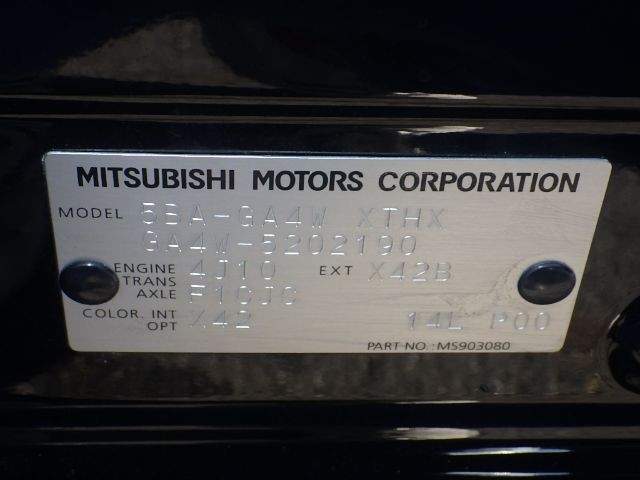 MITSUBISHI MOTORS CORPORATION
MODEL 5BA-GA4W XTHX
GA4W-5202190
ENGINE 4J10 EXT X42B
TRANS
AXLE F1CJC
COLOR. INT X42
OPT 14L P00
PART NO.: MS903080